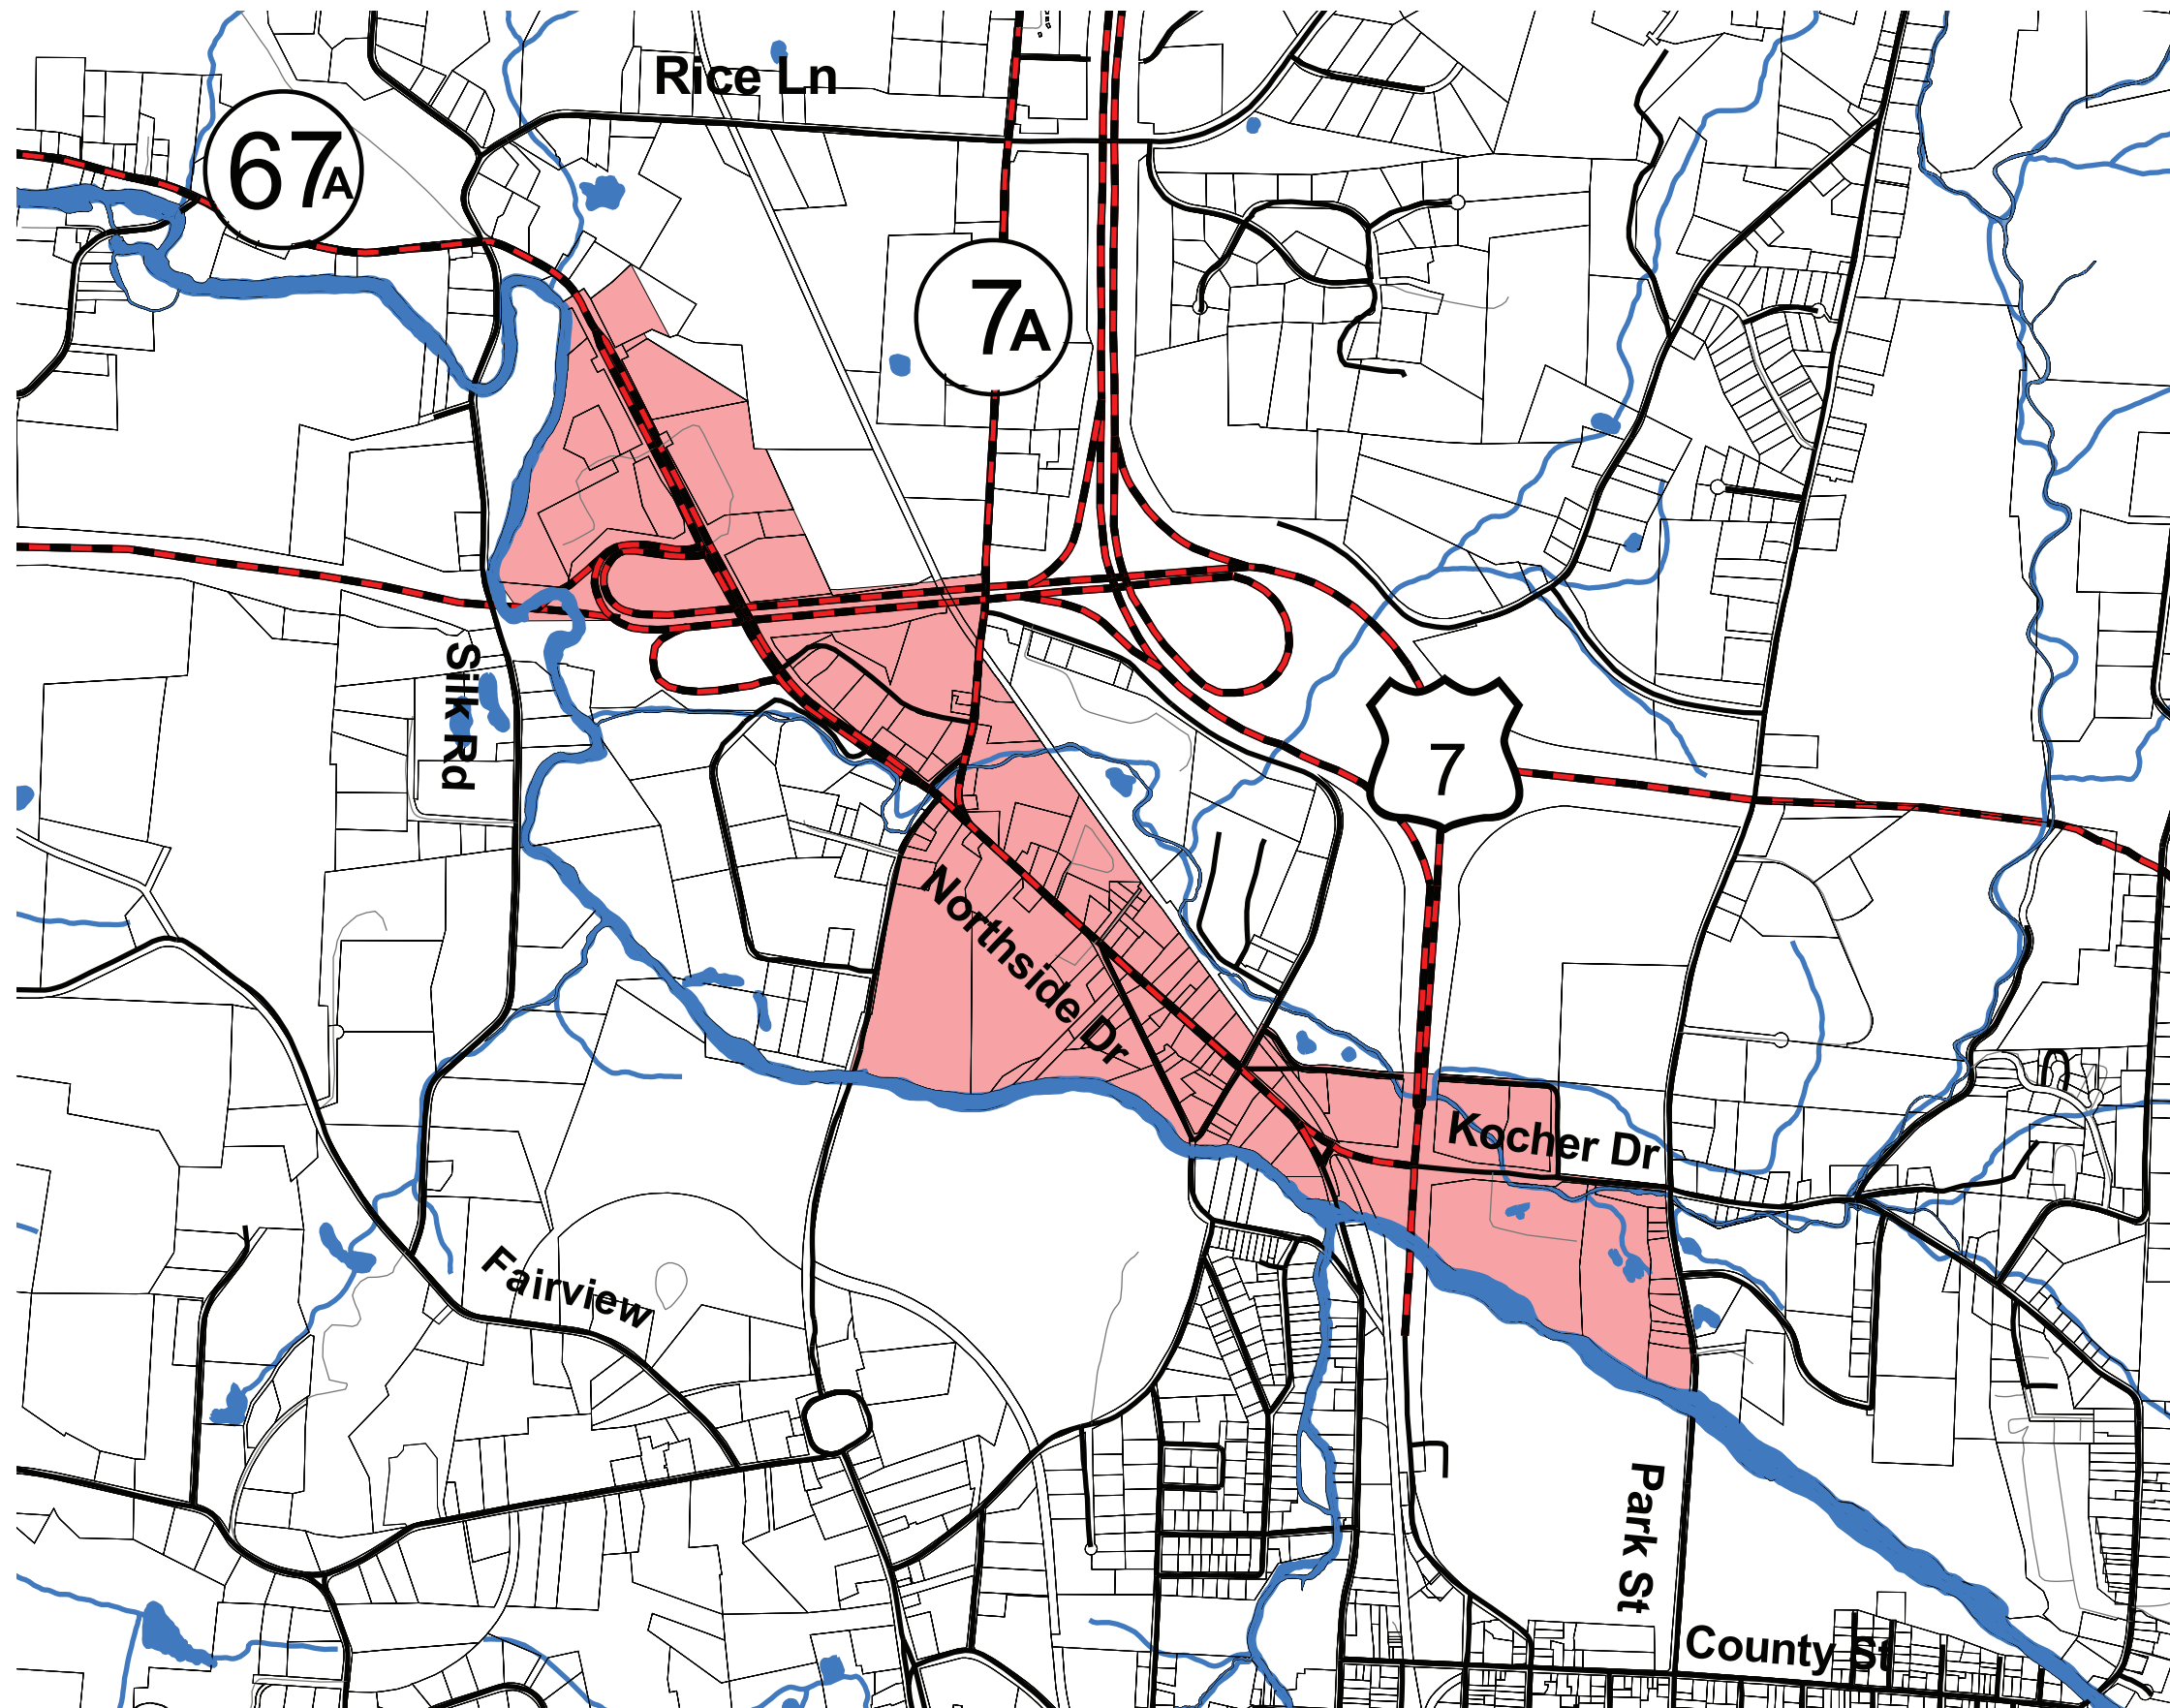 Rice Ln
67A
7A
Silk Rd
7
Northside Dr
Kocher Dr
Fairview
Park St
County St